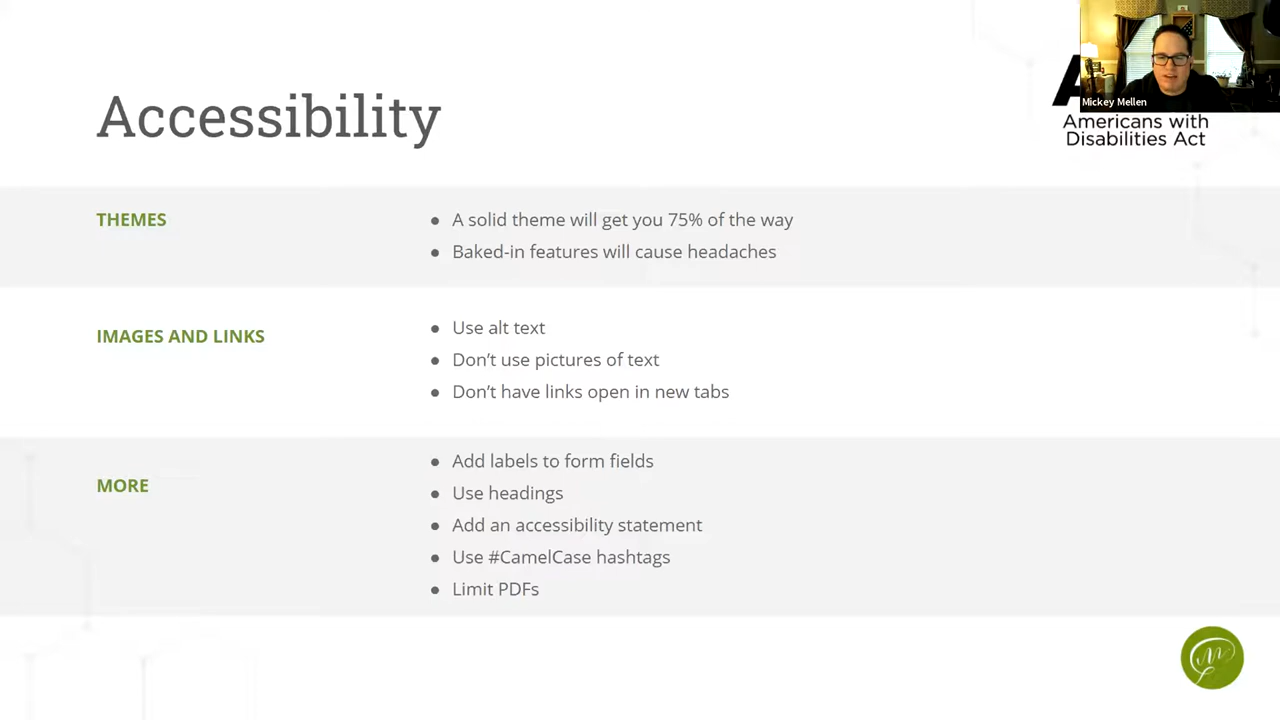 Mickey Mellen
Americans with
Disabilities Act
Accessibility
THEMES
● A solid theme will get you 75% of the way
● Baked-in features will cause headaches
IMAGES AND LINKS
● Use alt text
● Don’t use pictures of text
● Don’t have links open in new tabs
MORE
● Add labels to form fields
● Use headings
● Add an accessibility statement
● Use #CamelCase hashtags
● Limit PDFs